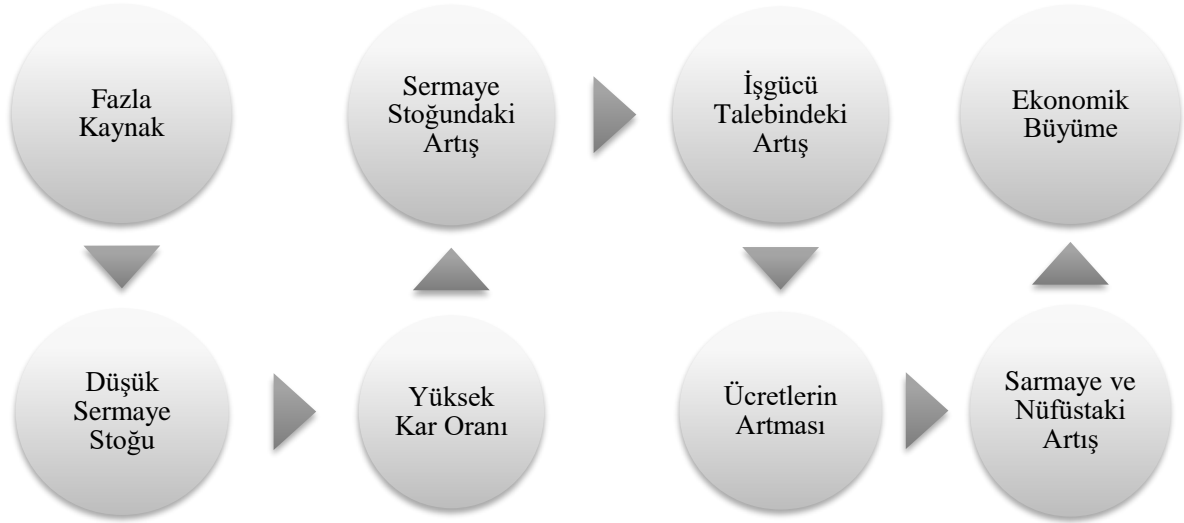 Fazla
Kaynak
Düşük
Sermaye
Stoğu
Yüksek
Kar Oranı
Sermaye
Stoğundaki
Artış
İşgücü
Talebindeki
Artış
Ücretlerin
Artması
Sarmaye ve
Nüfüstaki
Artış
Ekonomik
Büyüme